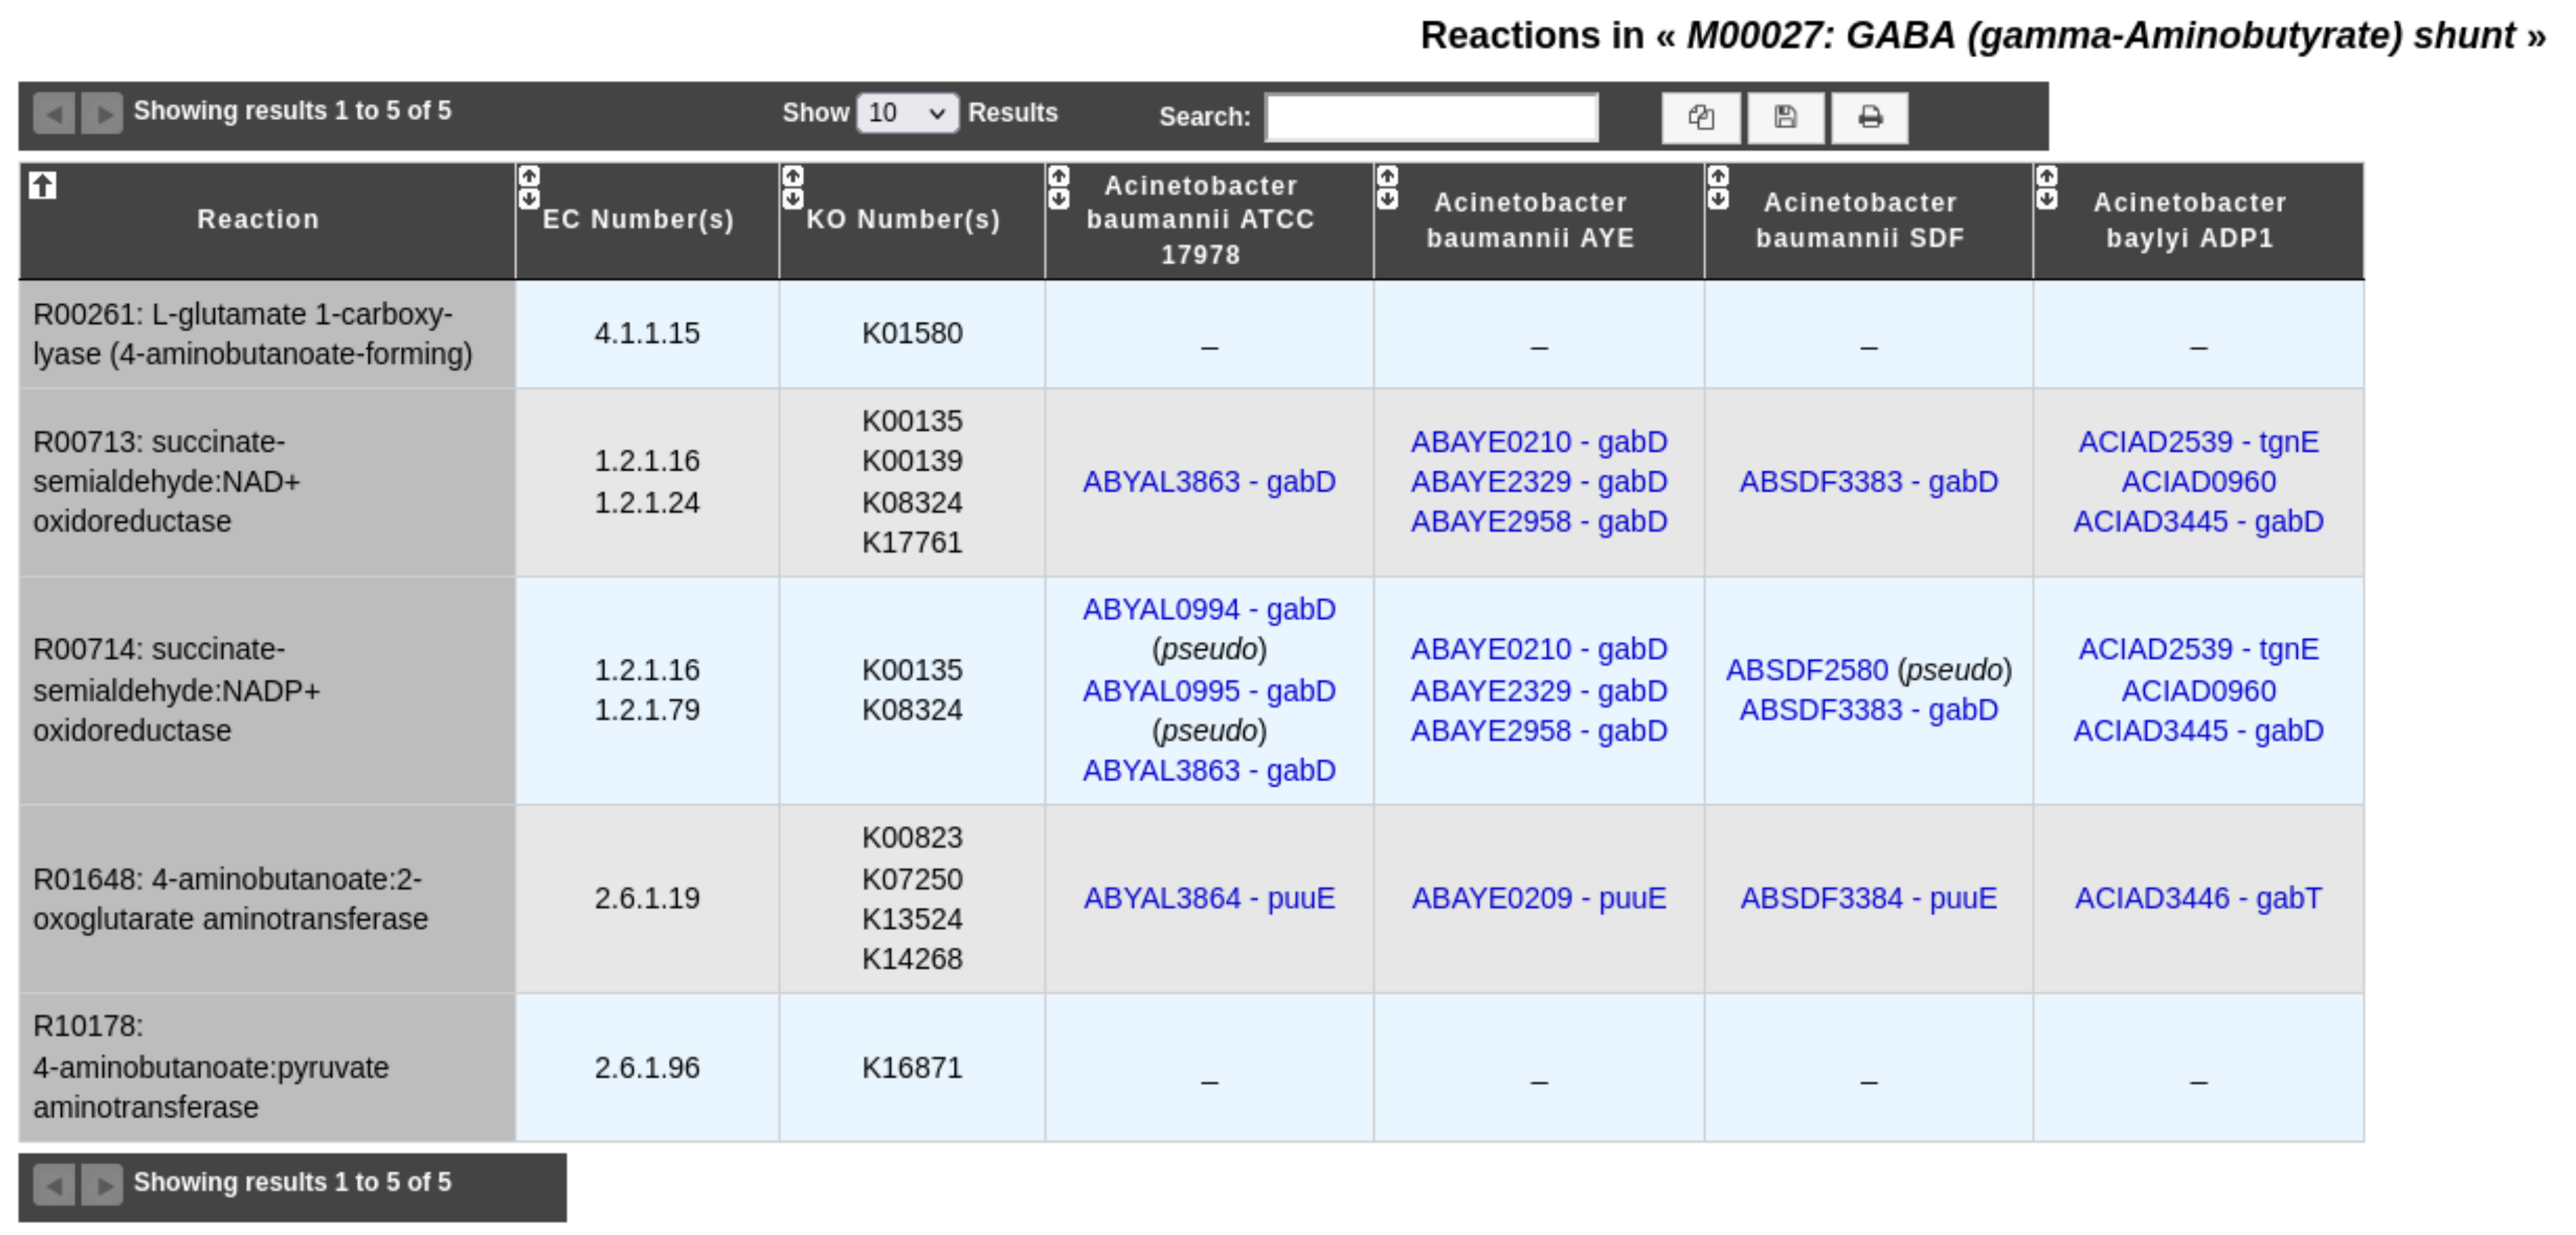 Reactions in « M00027: GABA (gamma-Aminobutyrate) shunt »
Showing results 1 to 5 of 5
Show 10 Results
Search:
Reaction
EC Number(s)
KO Number(s)
Acinetobacter
baumannii ATCC
17978
Acinetobacter
baumannii AYE
Acinetobacter
baumannii SDF
Acinetobacter
baylyi ADP1
R00261: L-glutamate 1-carboxy-
lyase (4-aminobutanoate-forming)
4.1.1.15
K01580
_
_
_
_
R00713: succinate-
semialdehyde:NAD+
oxidoreductase
1.2.1.16
1.2.1.24
K00135
K00139
K08324
K17761
ABYAL3863 - gabD
ABAYE0210 - gabD
ABAYE2329 - gabD
ABAYE2958 - gabD
ABSDF3383 - gabD
ACIAD2539 - tgnE
ACIAD0960
ACIAD3445 - gabD
R00714: succinate-
semialdehyde:NADP+
oxidoreductase
1.2.1.16
1.2.1.79
K00135
K08324
ABYAL0994 - gabD
(pseudo)
ABYAL0995 - gabD
(pseudo)
ABYAL3863 - gabD
ABAYE0210 - gabD
ABAYE2329 - gabD
ABAYE2958 - gabD
ABSDF2580 (pseudo)
ABSDF3383 - gabD
ACIAD2539 - tgnE
ACIAD0960
ACIAD3445 - gabD
R01648: 4-aminobutanoate:2-
oxoglutarate aminotransferase
2.6.1.19
K00823
K07250
K13524
K14268
ABYAL3864 - puuE
ABAYE0209 - puuE
ABSDF3384 - puuE
ACIAD3446 - gabT
R10178:
4-aminobutanoate:pyruvate
aminotransferase
2.6.1.96
K16871
_
_
_
_
Showing results 1 to 5 of 5